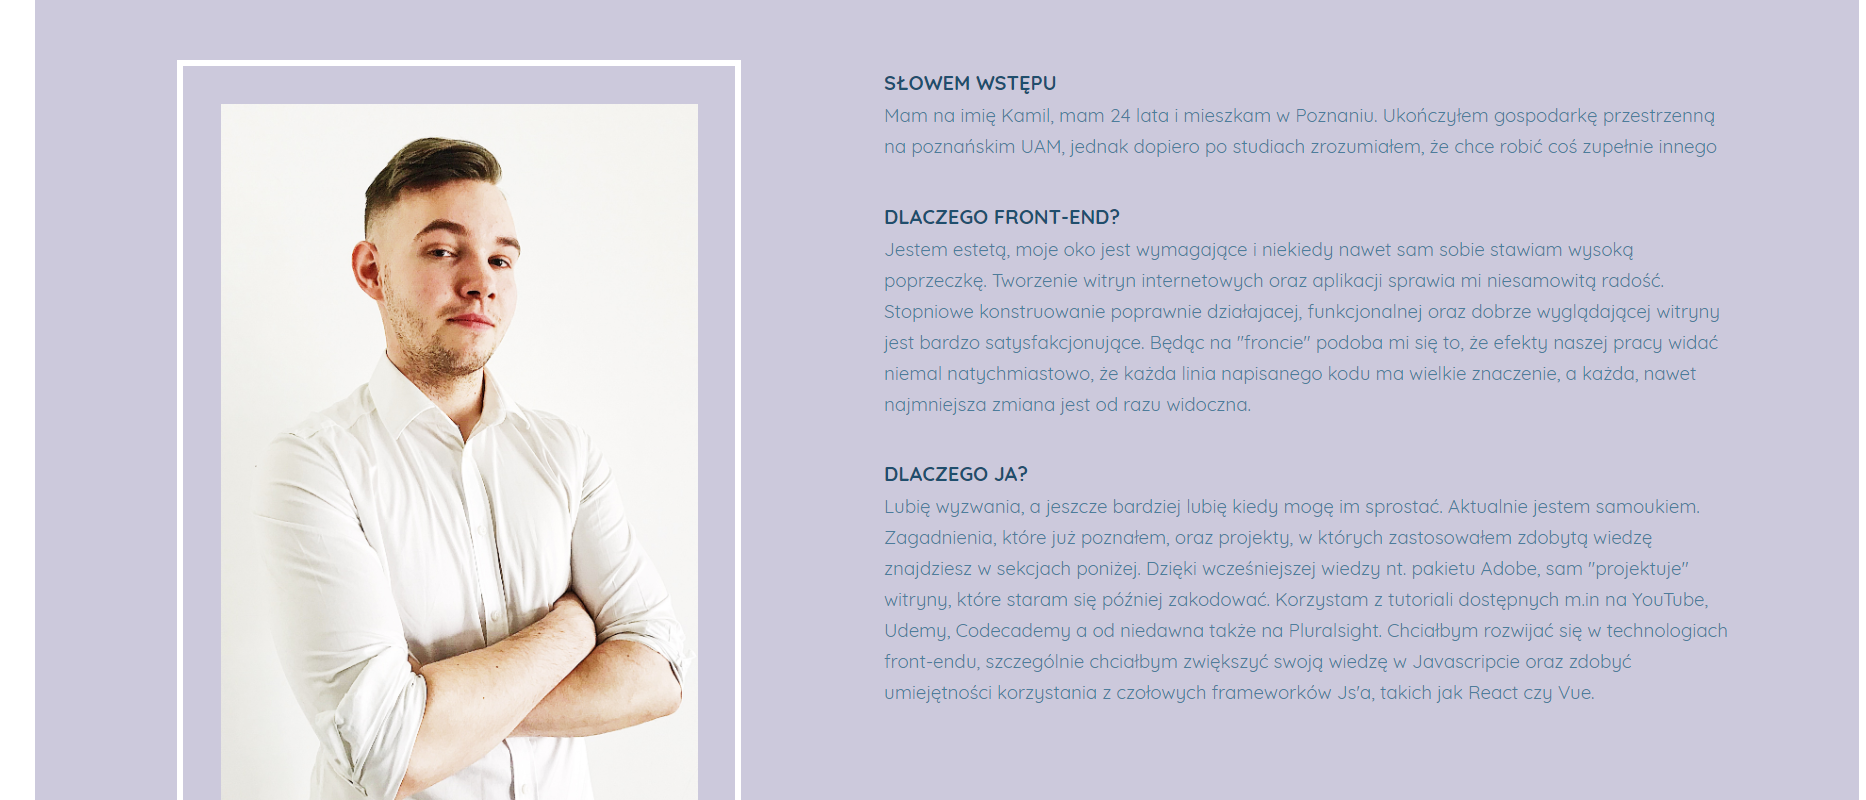 SŁOWEM WSTĘPU
Mam na imię Kamil, mam 24 lata i mieszkam w Poznaniu. Ukończyłem gospodarkę przestrzenną
na poznańskim UAM, jednak dopiero po studiach zrozumiałem, że chce robić coś zupełnie innego
DLACZEGO FRONT-END?
Jestem estetą, moje oko jest wymagające i niekiedy nawet sam sobie stawiam wysoką
poprzeczkę. Tworzenie witryn internetowych oraz aplikacji sprawia mi niesamowitą radość.
Stopniowe konstruowanie poprawnie działajacej, funkcjonalnej oraz dobrze wyglądającej witryny
jest bardzo satysfakcjonujące. Będąc na "froncie" podoba mi się to, że efekty naszej pracy widać
niemal natychmiastowo, że każda linia napisanego kodu ma wielkie znaczenie, a każda, nawet
najmniejsza zmiana jest od razu widoczna.
DLACZEGO JA?
Lubię wyzwania, a jeszcze bardziej lubię kiedy mogę im sprostać. Aktualnie jestem samoukiem.
Zagadnienia, które już poznałem, oraz projekty, w których zastosowałem zdobytą wiedzę
znajdziesz w sekcjach poniżej. Dzięki wcześniejszej wiedzy nt. pakietu Adobe, sam "projektuje"
witryny, które staram się później zakodować. Korzystam z tutoriali dostępnych m.in na YouTube,
Udemy, Codecademy a od niedawna także na Pluralsight. Chciałbym rozwijać się w technologiach
front-endu, szczególnie chciałbym zwiększyć swoją wiedzę w Javascripcie oraz zdobyć
umiejętności korzystania z czołowych frameworków Js'a, takich jak React czy Vue.